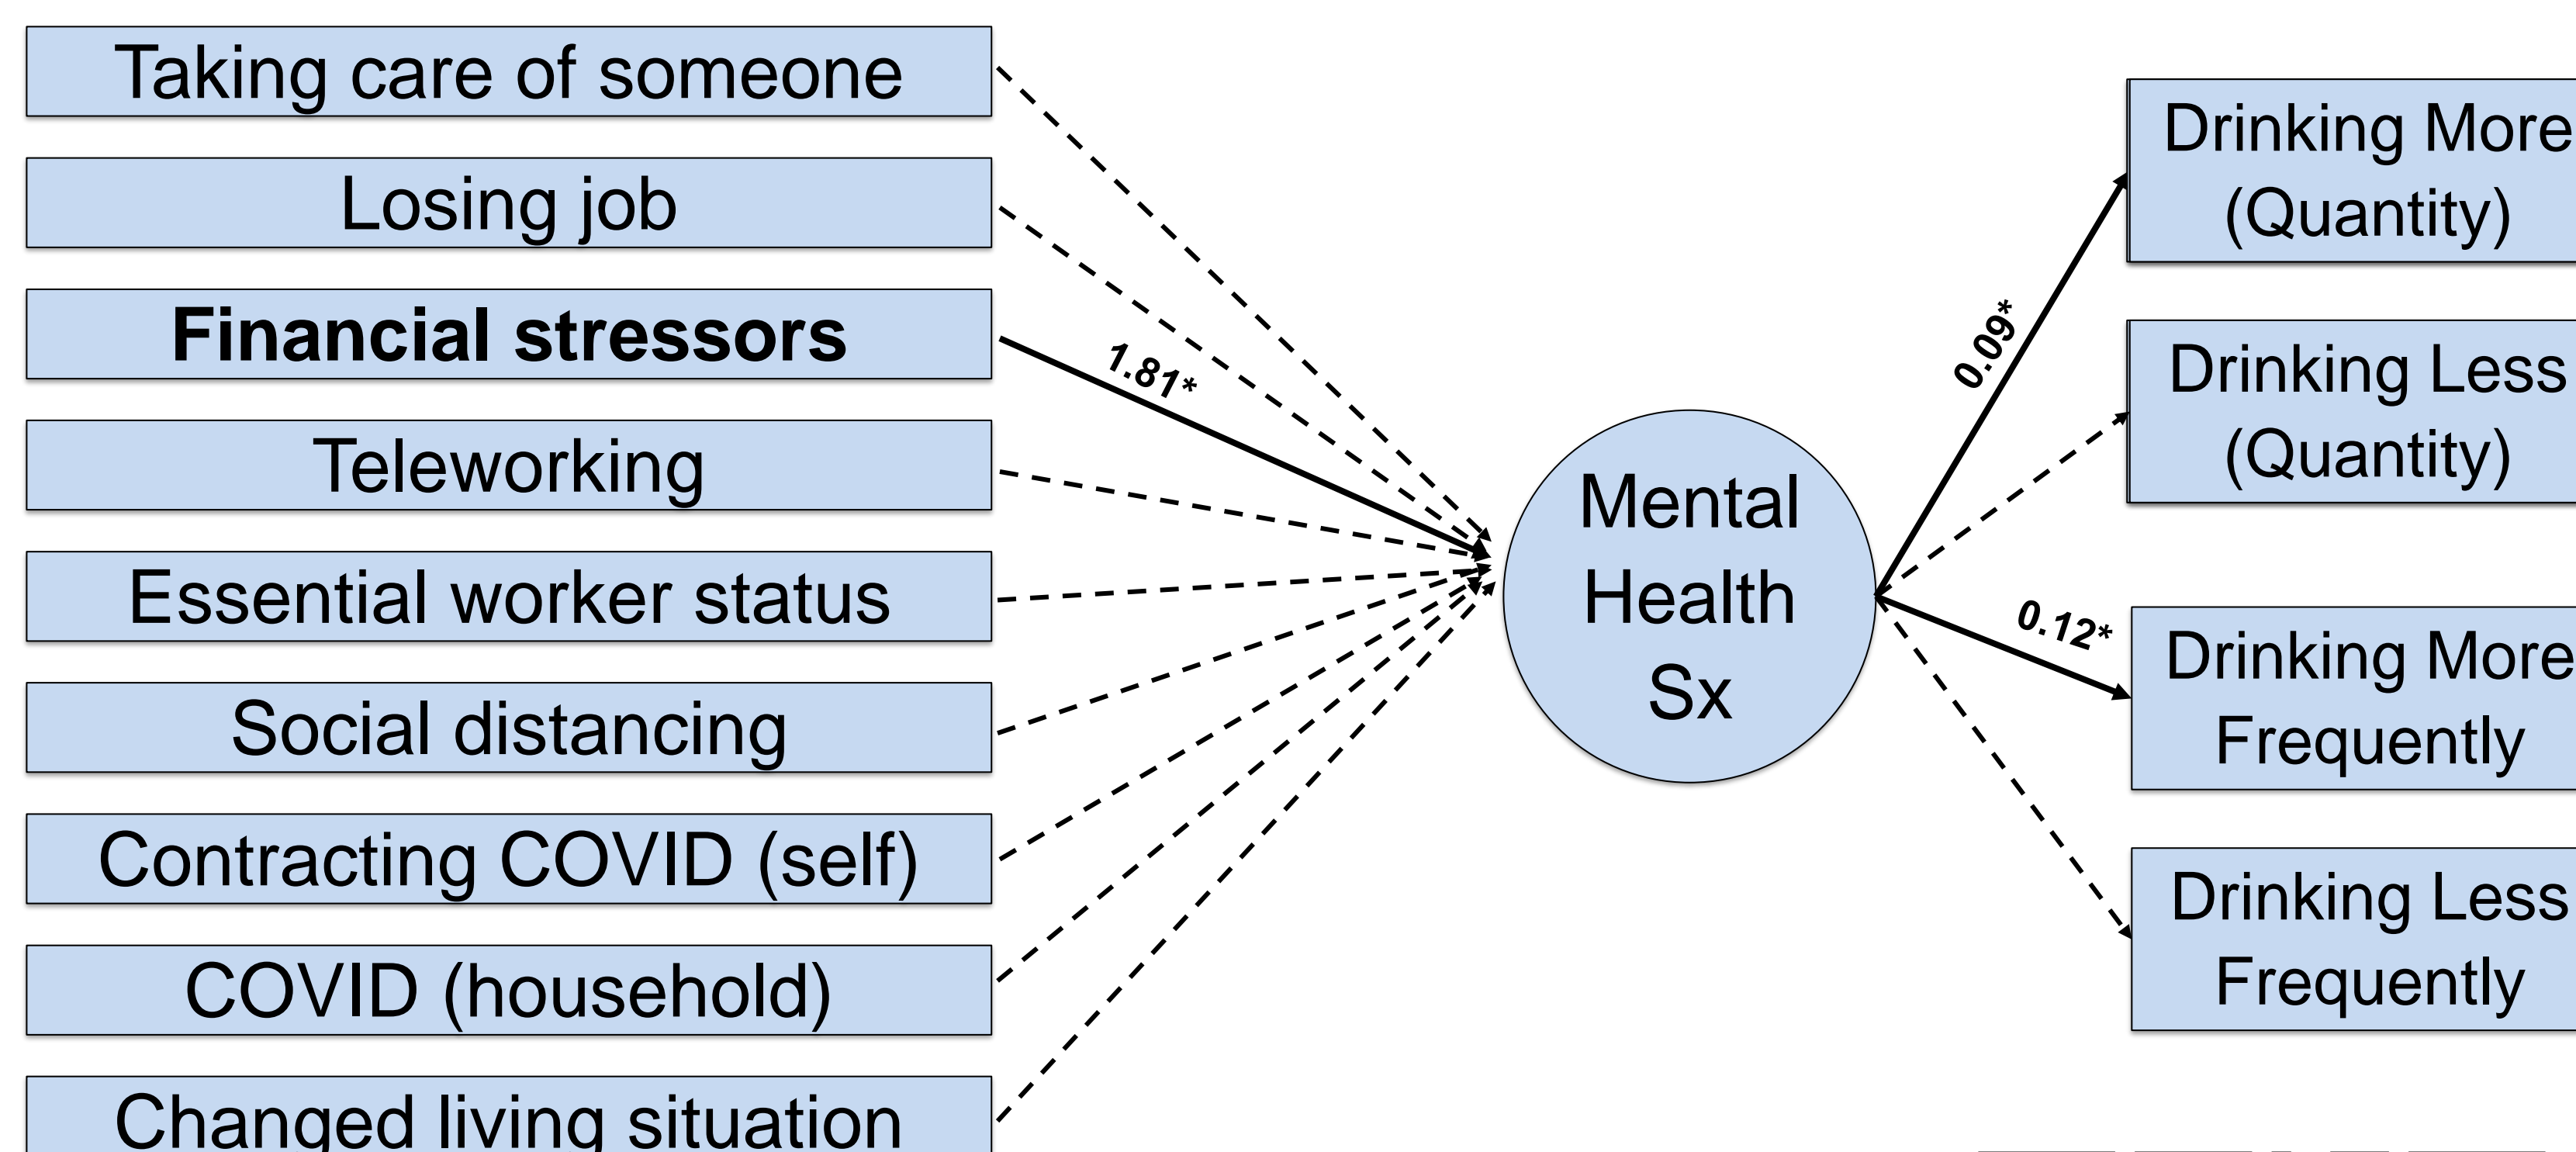 Taking care of someone
Losing job
Financial stressors
Teleworking
Essential worker status
Social distancing
Contracting COVID (self)
COVID (household)
Changed living situation
1.81*
Mental
Health
Sx
0.09*
0.12*
Drinking More
(Quantity)
Drinking Less
(Quantity)
Drinking More
Frequently
Drinking Less
Frequently